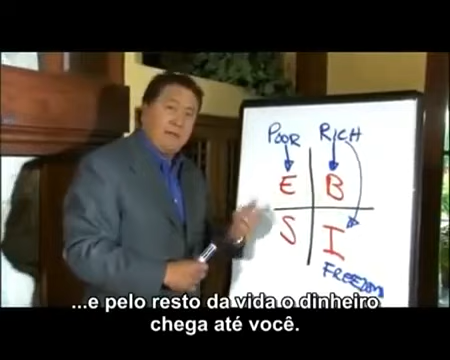 POOR RICH
E B
S I
FREEDOM
...e pelo resto da vida o dinheiro
chega até você.